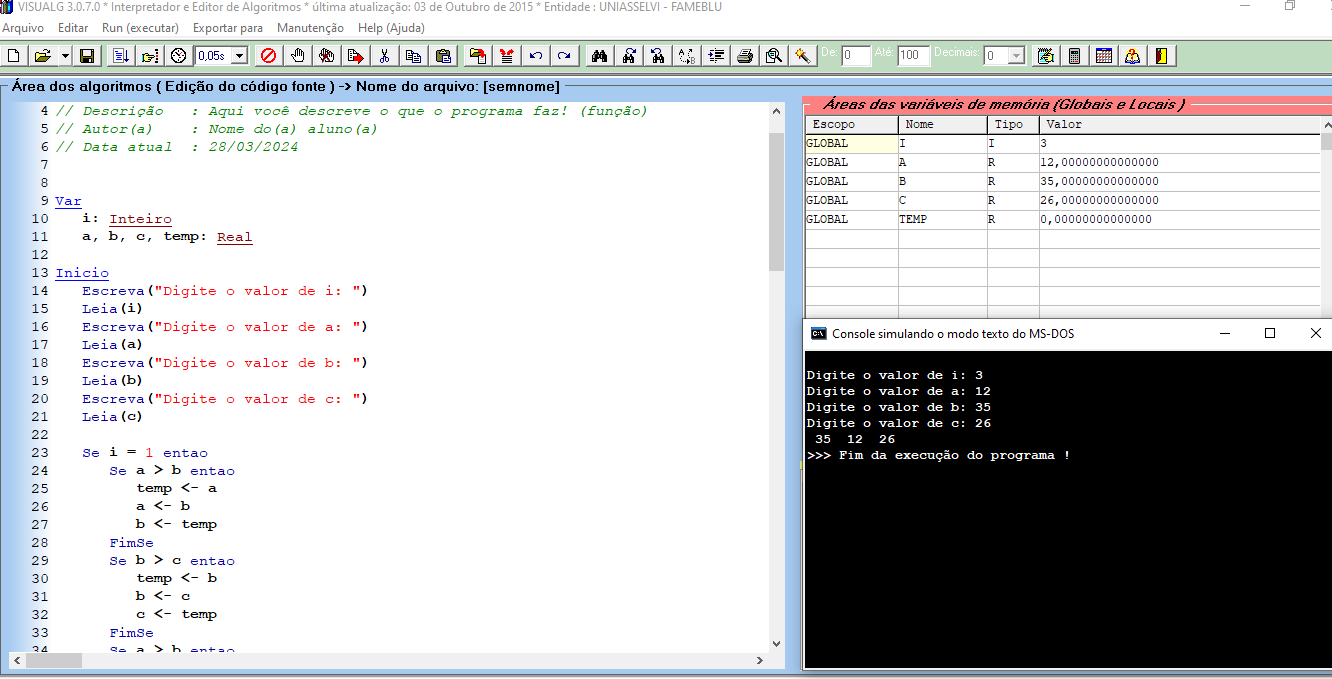 VISUALG 3.0.7.0 * Interpretador e Editor de Algoritmos * última atualização: 03 de Outubro de 2015 * Entidade : UNIASSELVI - FAMEBLU
Arquivo Editar Run (executar) Exportar para Manutenção Help (Ajuda)
0,05s De: 0 Até: 100 Decimais: 0
Área dos algoritmos ( Edição do código fonte ) -> Nome do arquivo: [semnome]
4 // Descrição   : Aqui você descreve o que o programa faz! (função)
5 // Autor(a)    : Nome do(a) aluno(a)
6 // Data atual  : 28/03/2024
7
8
9 Var
10    i: Inteiro
11    a, b, c, temp: Real
12
13 Inicio
14    Escreva("Digite o valor de i: ")
15    Leia(i)
16    Escreva("Digite o valor de a: ")
17    Leia(a)
18    Escreva("Digite o valor de b: ")
19    Leia(b)
20    Escreva("Digite o valor de c: ")
21    Leia(c)
22
23    Se i = 1 entao
24       Se a > b entao
25          temp <- a
26          a <- b
27          b <- temp
28       FimSe
29       Se b > c entao
30          temp <- b
31          b <- c
32          c <- temp
33       FimSe
34       Se a > b entao
Áreas das variáveis de memória (Globais e Locais )
Escopo Nome Tipo Valor
GLOBAL I I 3
GLOBAL A R 12,00000000000000
GLOBAL B R 35,00000000000000
GLOBAL C R 26,00000000000000
GLOBAL TEMP R 0,00000000000000
Console simulando o modo texto do MS-DOS
Digite o valor de i: 3
Digite o valor de a: 12
Digite o valor de b: 35
Digite o valor de c: 26
35  12  26
>>> Fim da execução do programa !